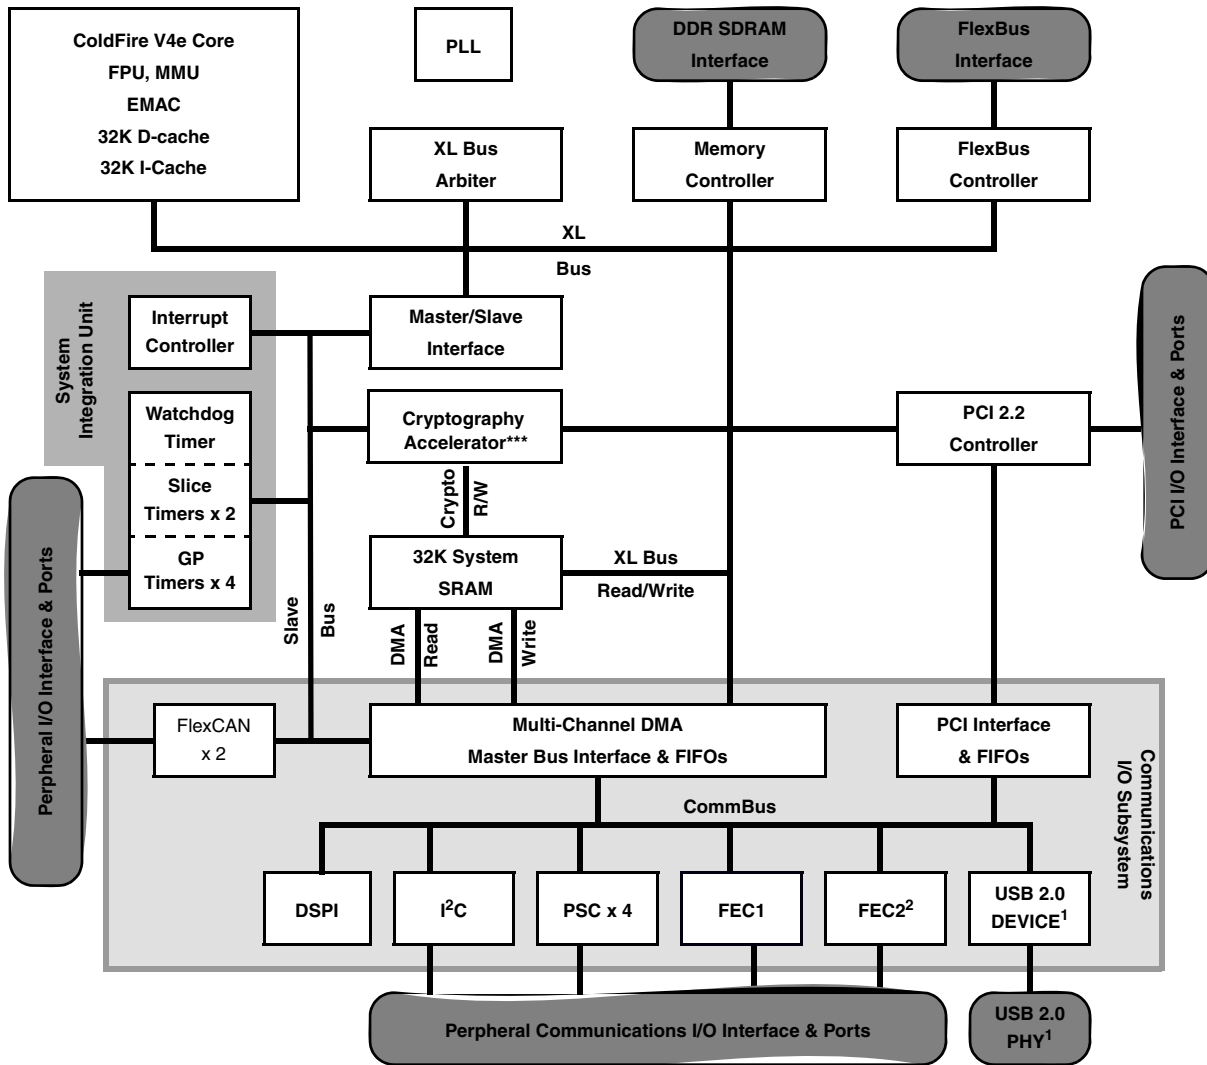 ColdFire V4e Core
FPU, MMU
EMAC
32K D-cache
32K I-Cache
PLL
DDR SDRAM
Interface
FlexBus
Interface
XL Bus
Arbiter
Memory
Controller
FlexBus
Controller
XL
Bus
System
Integration Unit
Interrupt
Controller
Master/Slave
Interface
Watchdog
Timer
Slice
Timers x 2
GP
Timers x 4
Cryptography
Accelerator***
PCI 2.2
Controller
PCI I/O Interface & Ports
Crypto
R/W
32K System
SRAM
XL Bus
Read/Write
Slave
Bus
DMA
Read
DMA
Write
Perpheral I/O Interface & Ports
FlexCAN
x 2
Multi-Channel DMA
Master Bus Interface & FIFOs
PCI Interface
& FIFOs
Communications
I/O Subsystem
CommBus
DSPI
I²C
PSC x 4
FEC1
FEC2²
USB 2.0
DEVICE¹
Perpheral Communications I/O Interface & Ports
USB 2.0
PHY¹